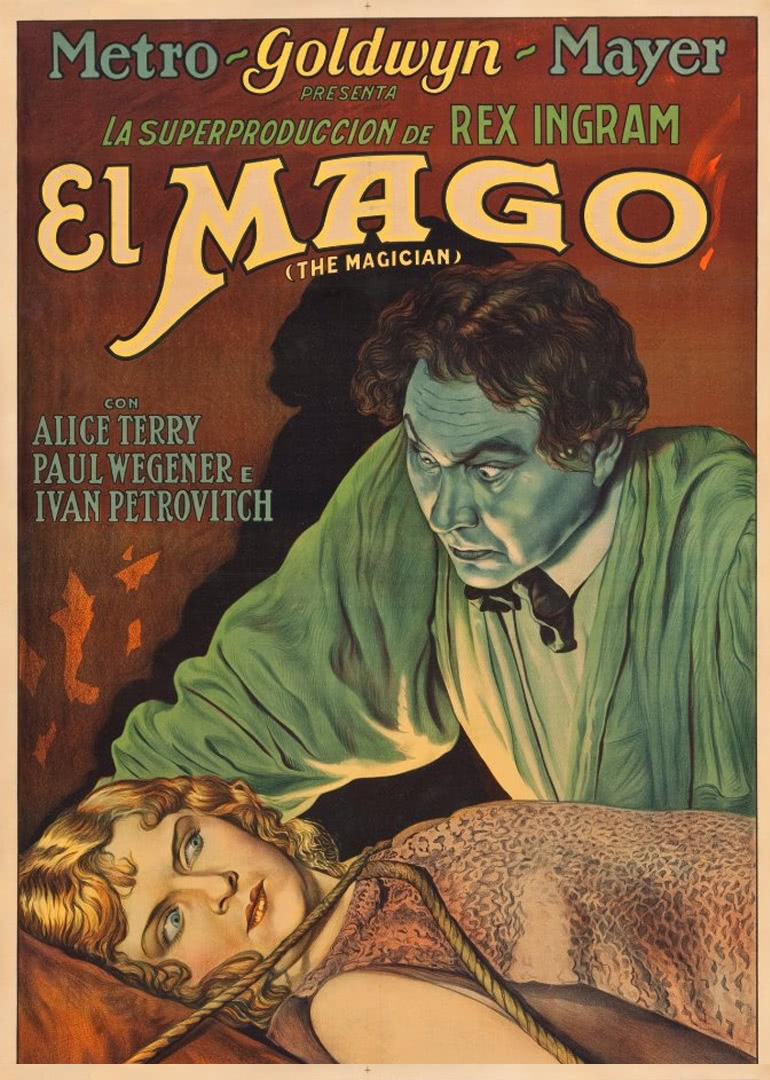 Metro-Goldwyn-Mayer
PRESENTA
LA SUPERPRODUCCION DE REX INGRAM
El MAGO
(THE MAGICIAN)
CON
ALICE TERRY
PAUL WEGENER E
IVAN PETROVITCH